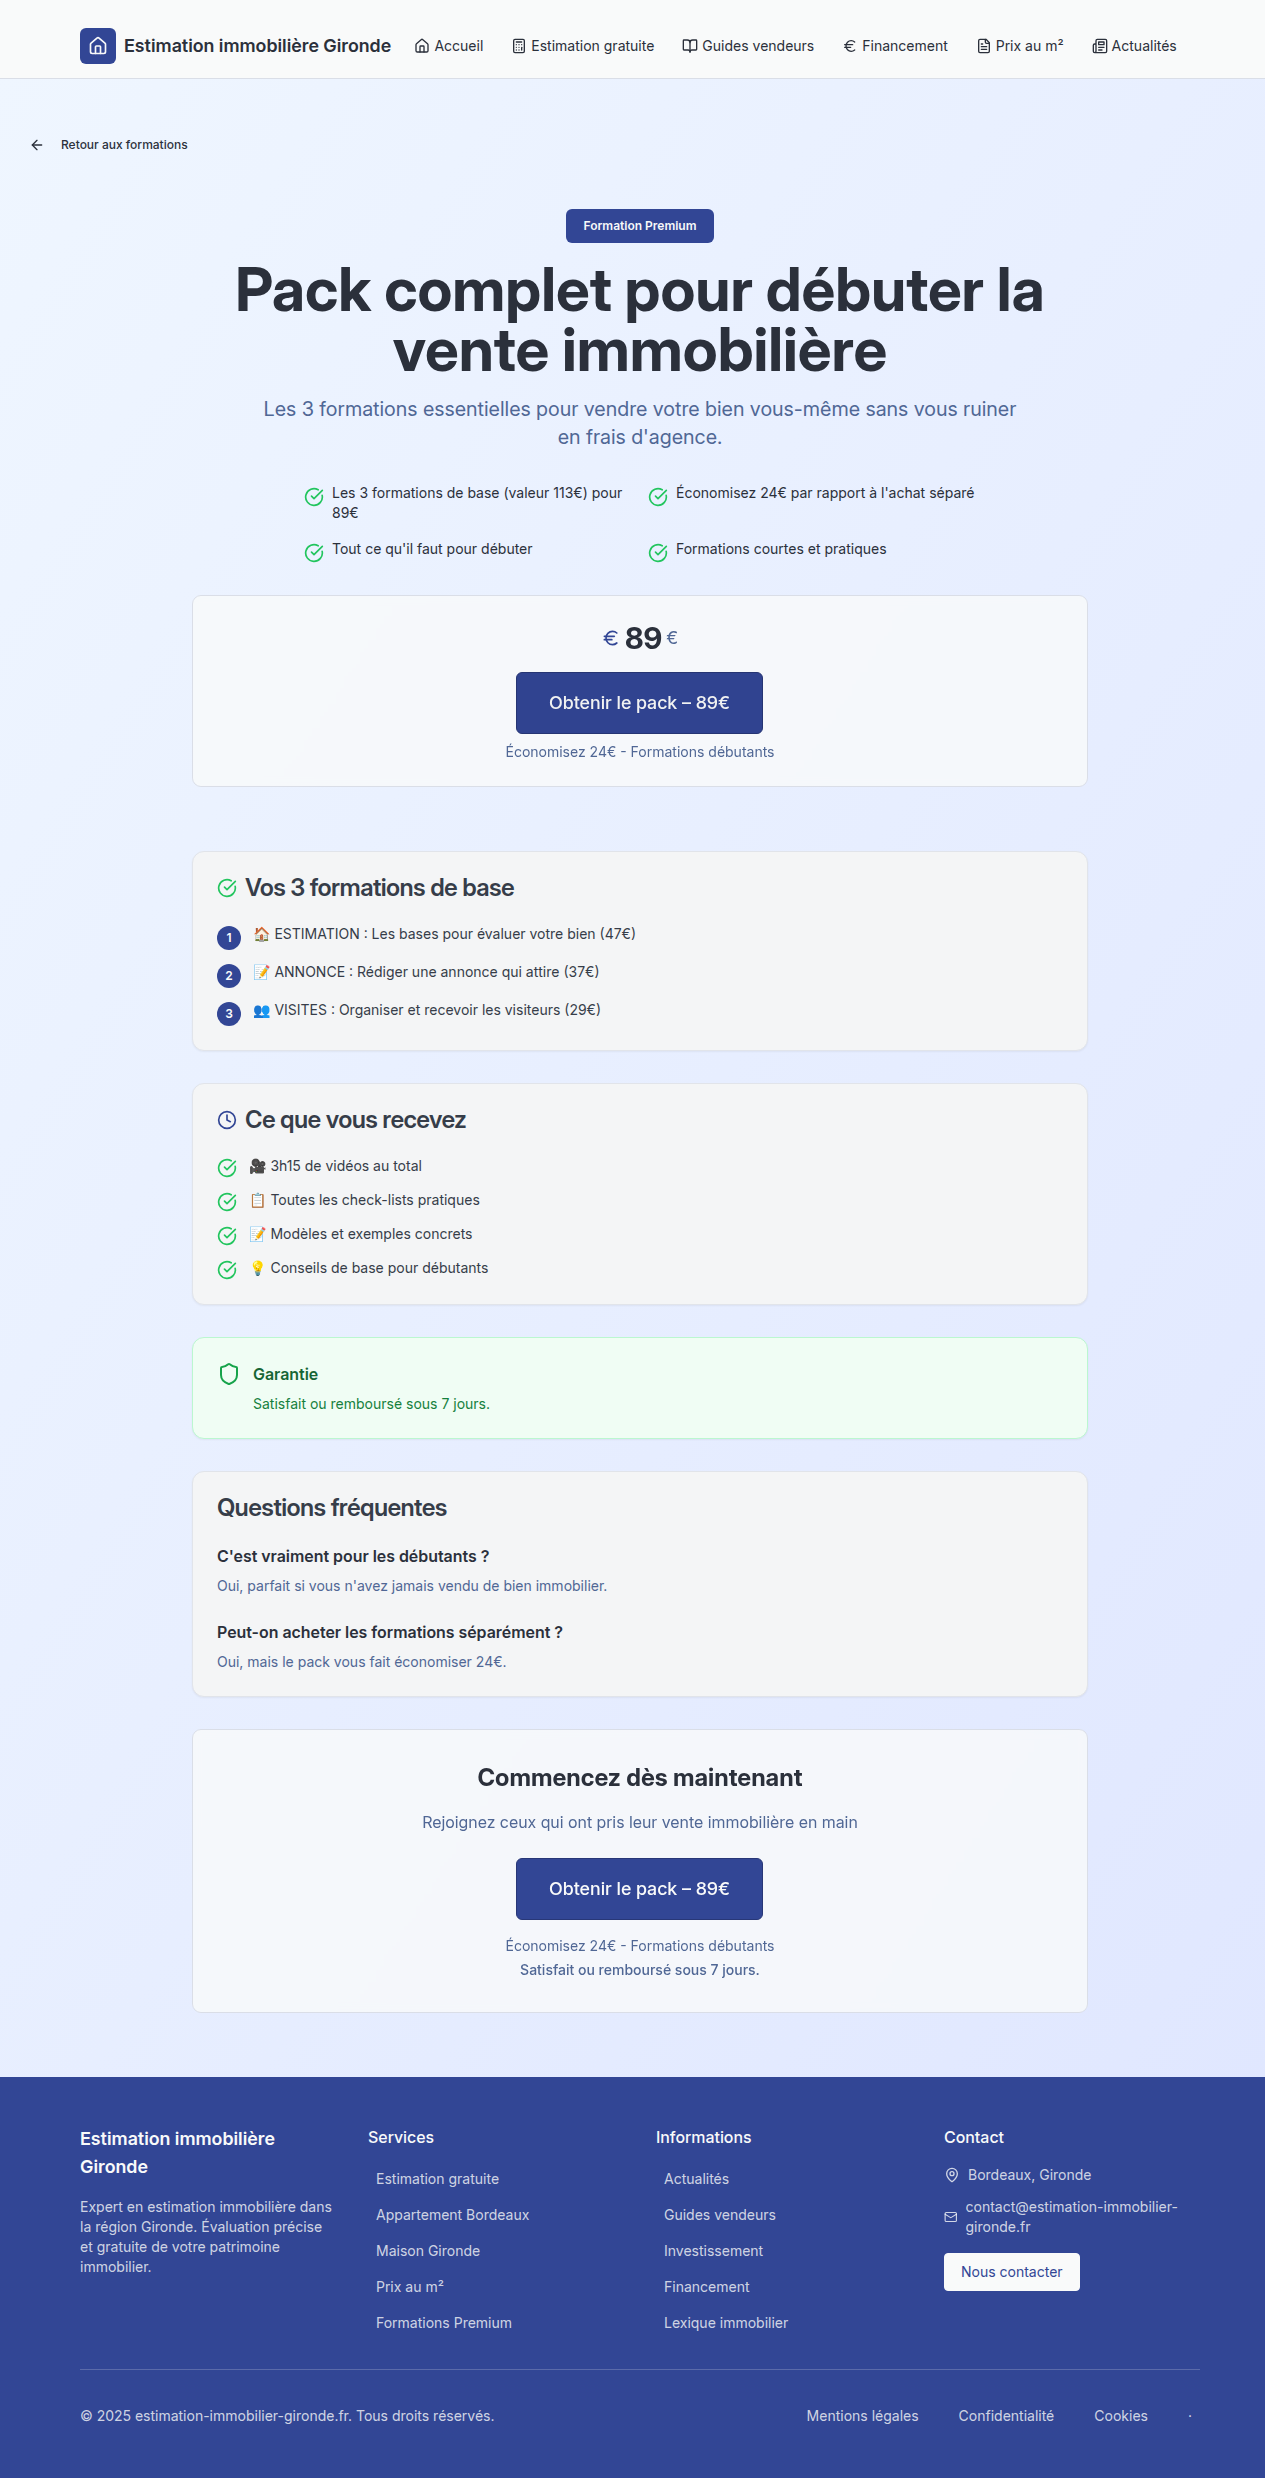 Estimation immobilière Gironde
Accueil
Estimation gratuite
Guides vendeurs
Financement
Prix au m²
Actualités
Retour aux formations
Formation Premium
Pack complet pour débuter la
vente immobilière
Les 3 formations essentielles pour vendre votre bien vous-même sans vous ruiner
en frais d'agence.
Les 3 formations de base (valeur 113€) pour
89€
Économisez 24€ par rapport à l'achat séparé
Tout ce qu'il faut pour débuter
Formations courtes et pratiques
€ 89 €
Obtenir le pack – 89€
Économisez 24€ - Formations débutants
Vos 3 formations de base
1 🏠 ESTIMATION : Les bases pour évaluer votre bien (47€)
2 📝 ANNONCE : Rédiger une annonce qui attire (37€)
3 👥 VISITES : Organiser et recevoir les visiteurs (29€)
Ce que vous recevez
🎥 3h15 de vidéos au total
📋 Toutes les check-lists pratiques
📝 Modèles et exemples concrets
💡 Conseils de base pour débutants
Garantie
Satisfait ou remboursé sous 7 jours.
Questions fréquentes
C'est vraiment pour les débutants ?
Oui, parfait si vous n'avez jamais vendu de bien immobilier.
Peut-on acheter les formations séparément ?
Oui, mais le pack vous fait économiser 24€.
Commencez dès maintenant
Rejoignez ceux qui ont pris leur vente immobilière en main
Obtenir le pack – 89€
Économisez 24€ - Formations débutants
Satisfait ou remboursé sous 7 jours.
Estimation immobilière
Gironde
Expert en estimation immobilière dans
la région Gironde. Évaluation précise
et gratuite de votre patrimoine
immobilier.
Services
Estimation gratuite
Appartement Bordeaux
Maison Gironde
Prix au m²
Formations Premium
Informations
Actualités
Guides vendeurs
Investissement
Financement
Lexique immobilier
Contact
Bordeaux, Gironde
contact@estimation-immobilier-
gironde.fr
Nous contacter
© 2025 estimation-immobilier-gironde.fr. Tous droits réservés.
Mentions légales
Confidentialité
Cookies
·